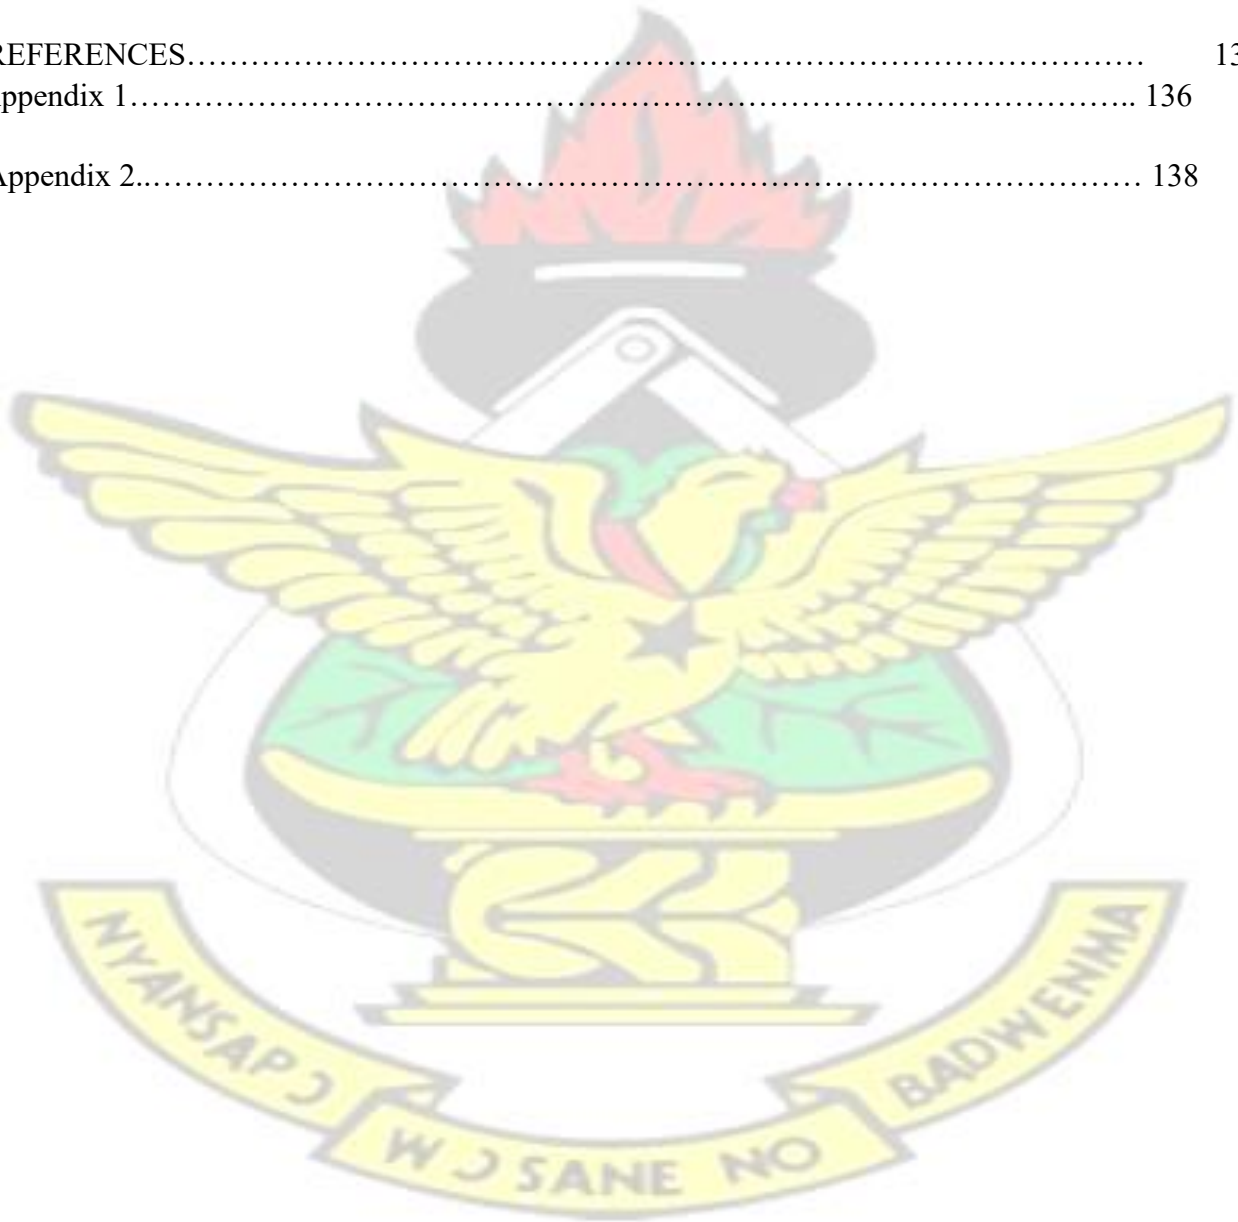 REFERENCES……………………………………………………………………………… 13
ppendix 1………………………………………………………………………………….. 136
Appendix 2..………………………………………………………………………………… 138
NYANSAPƆ
WƆ SANE NO
BADWENMA